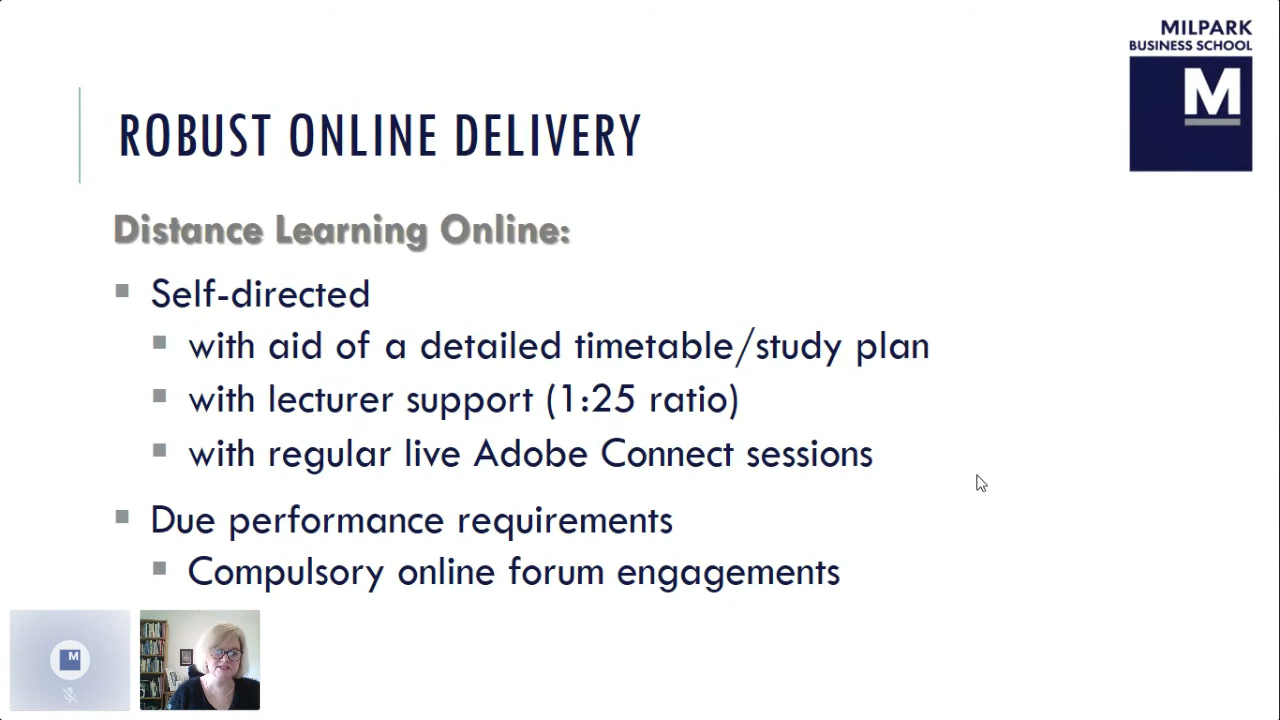 MILPARK
BUSINESS SCHOOL
M
ROBUST ONLINE DELIVERY
Distance Learning Online:
Self-directed
with aid of a detailed timetable/study plan
with lecturer support (1:25 ratio)
with regular live Adobe Connect sessions
Due performance requirements
Compulsory online forum engagements
M